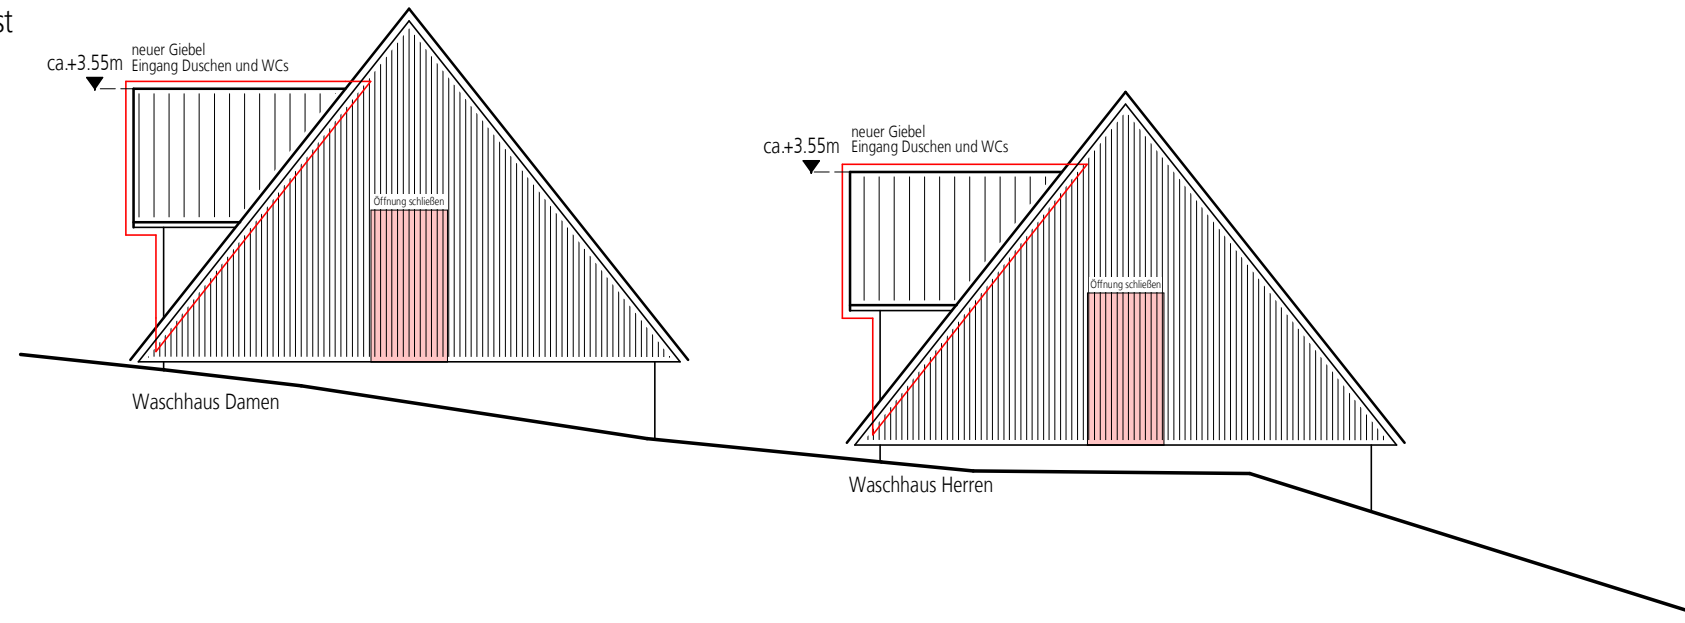 st
neuer Giebel
ca.+3.55m Eingang Duschen und WCs
Öffnung schließen
Waschhaus Damen
neuer Giebel
ca.+3.55m Eingang Duschen und WCs
Öffnung schließen
Waschhaus Herren